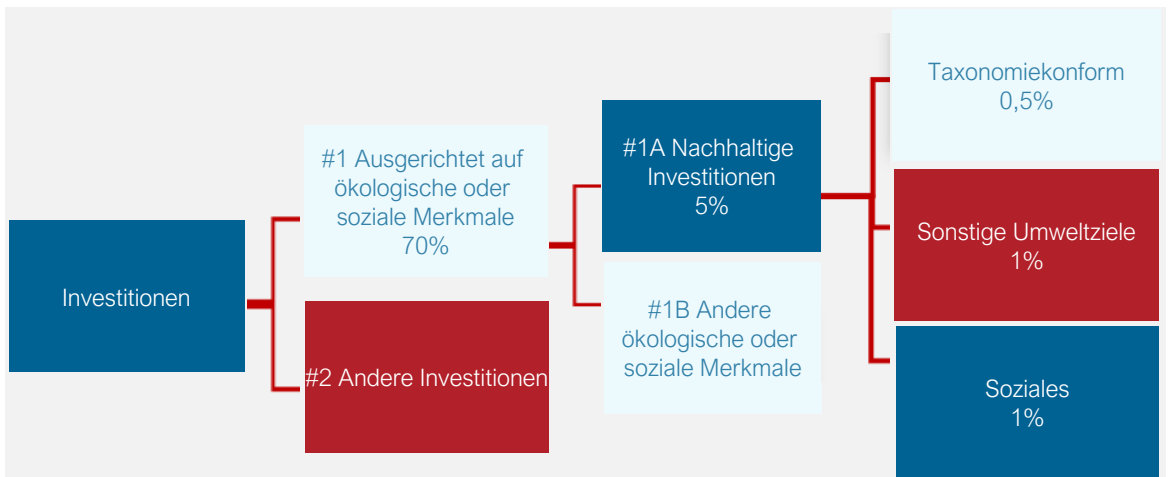 Investitionen
#1 Ausgerichtet auf
ökologische oder
soziale Merkmale
70%
#2 Andere Investitionen
#1A Nachhaltige
Investitionen
5%
#1B Andere
ökologische oder
soziale Merkmale
Taxonomiekonform
0,5%
Sonstige Umweltziele
1%
Soziales
1%